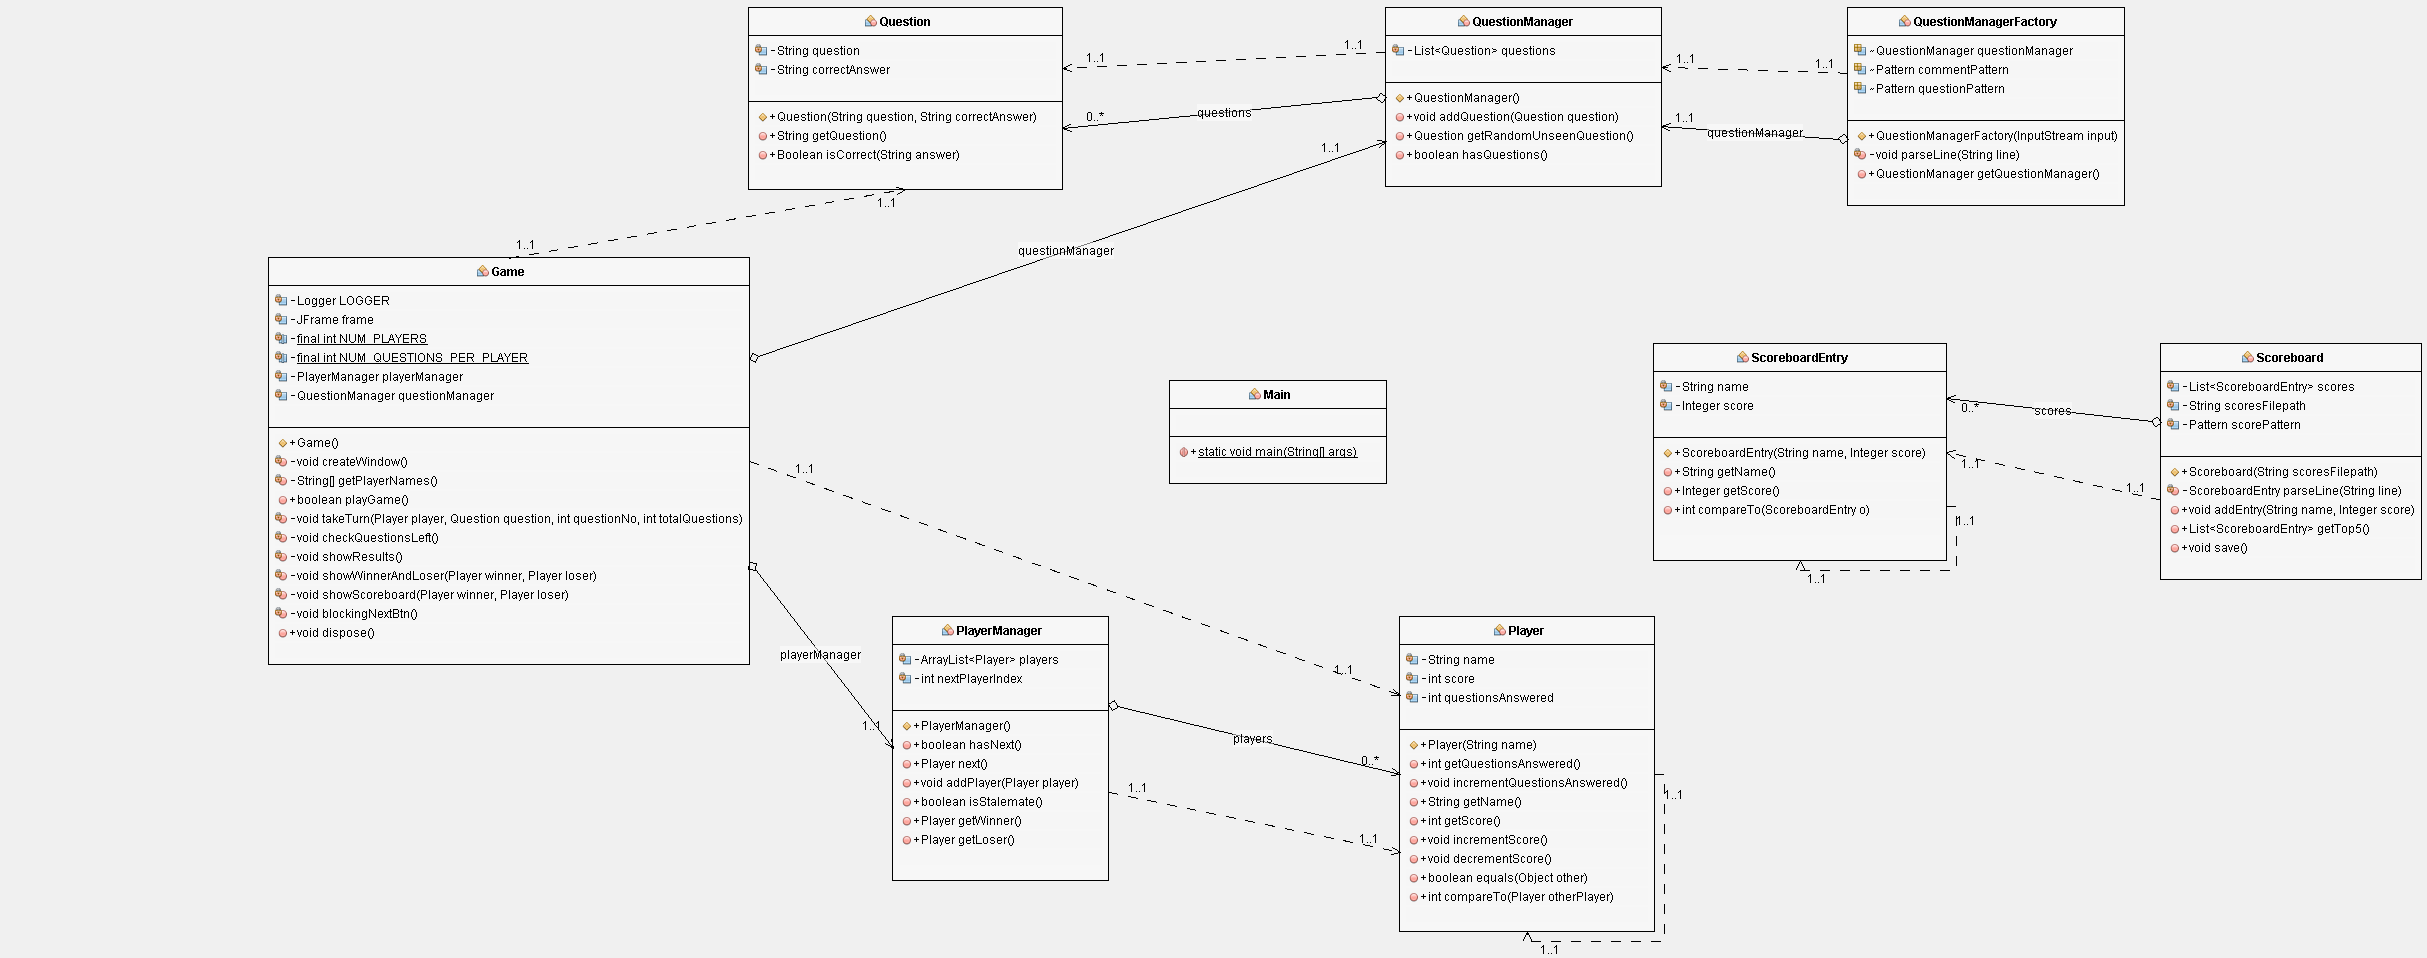 Question
- String question
- String correctAnswer
+ Question(String question, String correctAnswer)
+ String getQuestion()
+ Boolean isCorrect(String answer)
QuestionManager
- List<Question> questions
+ QuestionManager()
+ void addQuestion(Question question)
+ Question getRandomUnseenQuestion()
+ boolean hasQuestions()
QuestionManagerFactory
~ QuestionManager questionManager
~ Pattern commentPattern
~ Pattern questionPattern
+ QuestionManagerFactory(InputStream input)
- void parseLine(String line)
+ QuestionManager getQuestionManager()
1..1
1..1
0..*
questions
1..1
1..1
1..1
questionManager
1..1
1..1
1..1
questionManager
Game
- Logger LOGGER
- JFrame frame
- final int NUM_PLAYERS
- final int NUM_QUESTIONS_PER_PLAYER
- PlayerManager playerManager
- QuestionManager questionManager
+ Game()
- void createWindow()
- String[] getPlayerNames()
+ boolean playGame()
- void takeTurn(Player player, Question question, int questionNo, int totalQuestions)
- void checkQuestionsLeft()
- void showResults()
- void showWinnerAndLoser(Player winner, Player loser)
- void showScoreboard(Player winner, Player loser)
- void blockingNextBtn()
+ void dispose()
Main
+ static void main(String[] args)
ScoreboardEntry
- String name
- Integer score
+ ScoreboardEntry(String name, Integer score)
+ String getName()
+ Integer getScore()
+ int compareTo(ScoreboardEntry o)
Scoreboard
- List<ScoreboardEntry> scores
- String scoresFilepath
- Pattern scorePattern
+ Scoreboard(String scoresFilepath)
- ScoreboardEntry parseLine(String line)
+ void addEntry(String name, Integer score)
+ List<ScoreboardEntry> getTop5()
+ void save()
0..*
scores
1..1
1..1
1..1
1..1
1..1
1..1
playerManager
1..1
PlayerManager
- ArrayList<Player> players
- int nextPlayerIndex
+ PlayerManager()
+ boolean hasNext()
+ Player next()
+ void addPlayer(Player player)
+ boolean isStalemate()
+ Player getWinner()
+ Player getLoser()
players
0..*
1..1
1..1
Player
- String name
- int score
- int questionsAnswered
+ Player(String name)
+ int getQuestionsAnswered()
+ void incrementQuestionsAnswered()
+ String getName()
+ int getScore()
+ void incrementScore()
+ void decrementScore()
+ boolean equals(Object other)
+ int compareTo(Player otherPlayer)
1..1
1..1